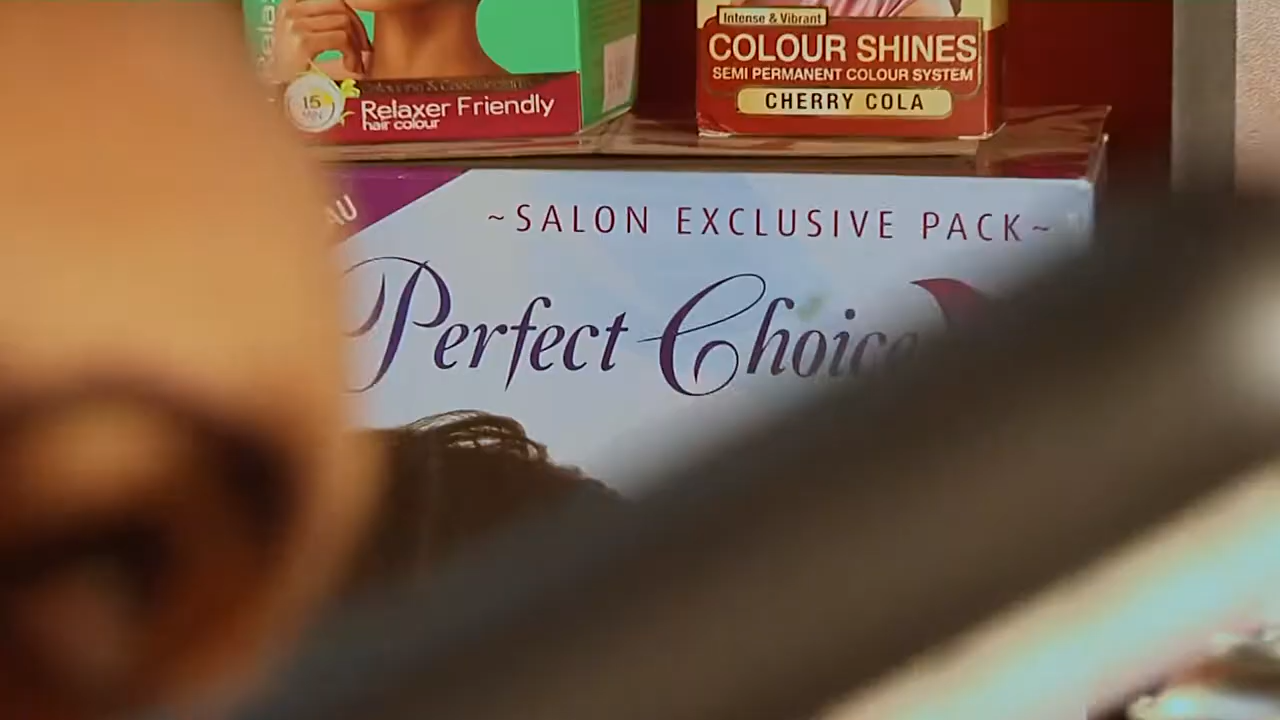 Intense & Vibrant
COLOUR SHINES
SEMI PERMANENT COLOUR SYSTEM
CHERRY COLA
15
MIN
Relaxer Friendly
hair colour
~SALON EXCLUSIVE PACK~
Perfect Choice